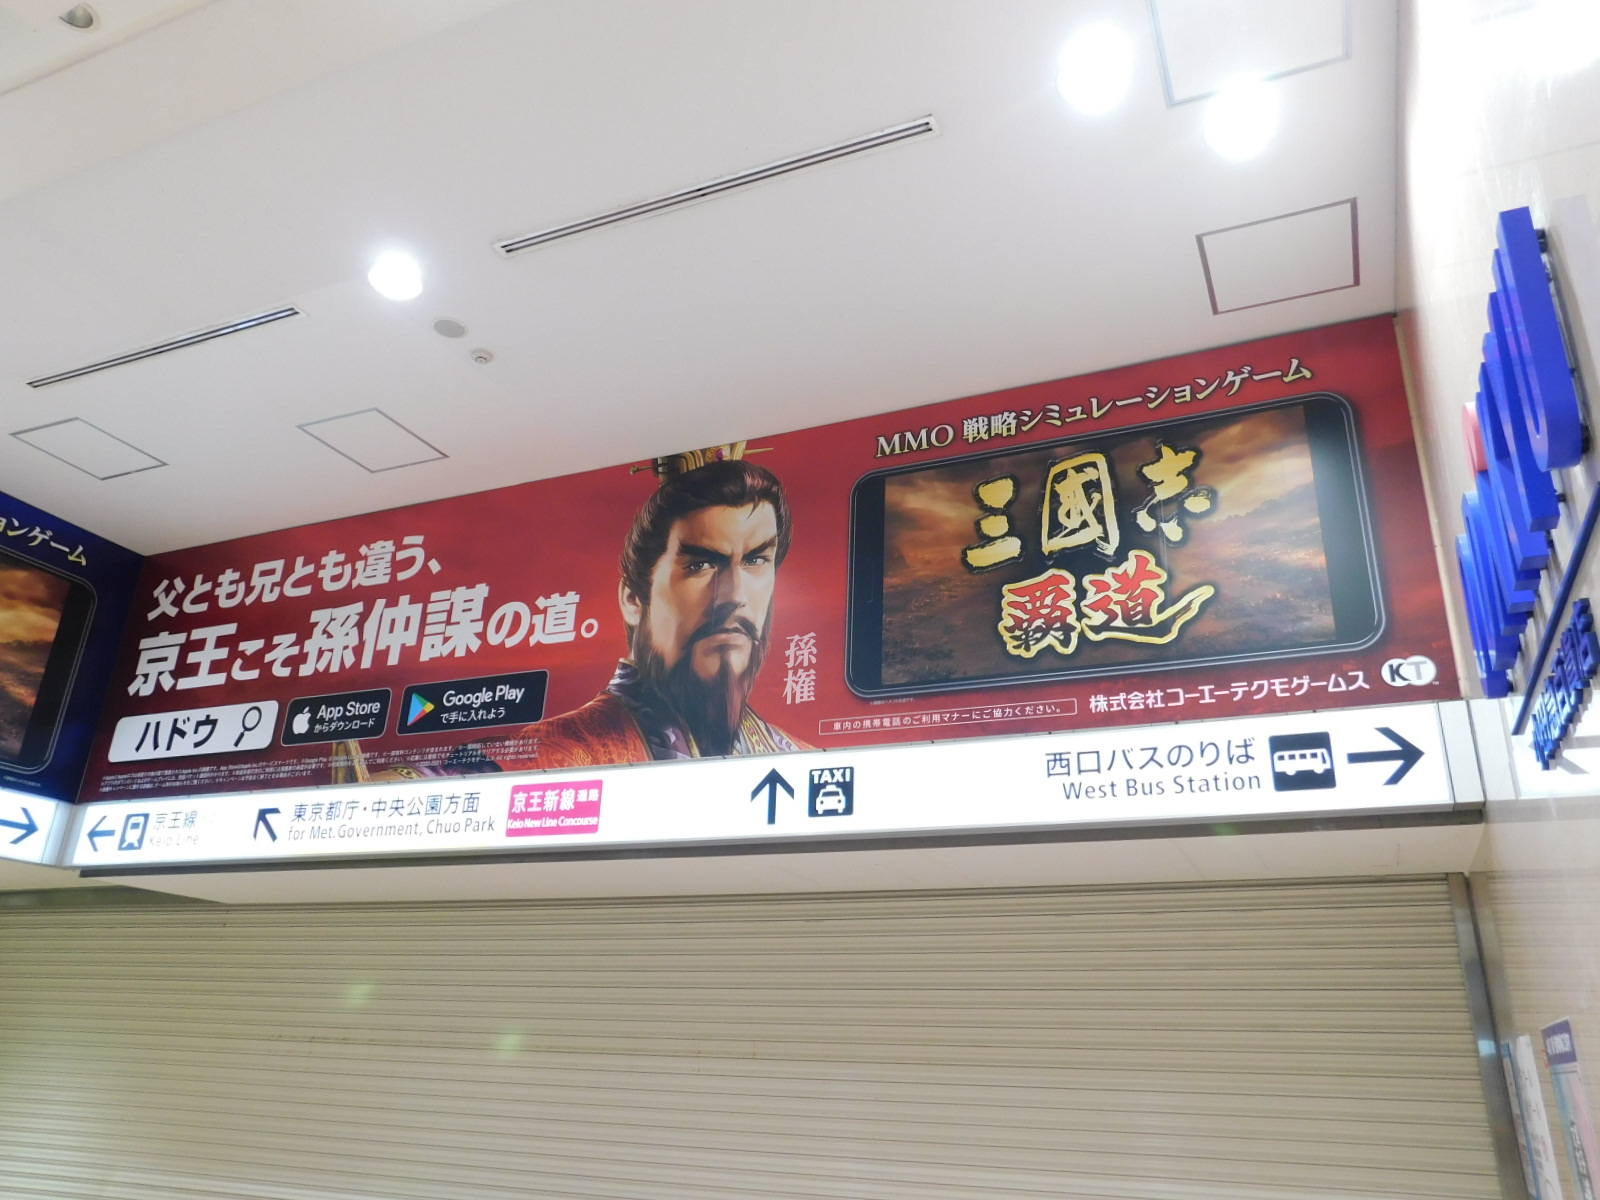 ョンゲーム
MMO 戦略シミュレーションゲーム
三國志
覇道
父とも兄とも違う、
京王こそ孫仲謀の道。
孫権
ハドウ
App Store
からダウンロード
Google Play
で手に入れよう
車内の携帯電話のご利用マナーにご協力ください。
株式会社コーエーテクモゲームス
KT
京王線
Keio Line
東京都庁・中央公園方面
for Met.Government, Chuo Park
京王新線通路
Keio New Line Concourse
TAXI
西口バスのりば
West Bus Station